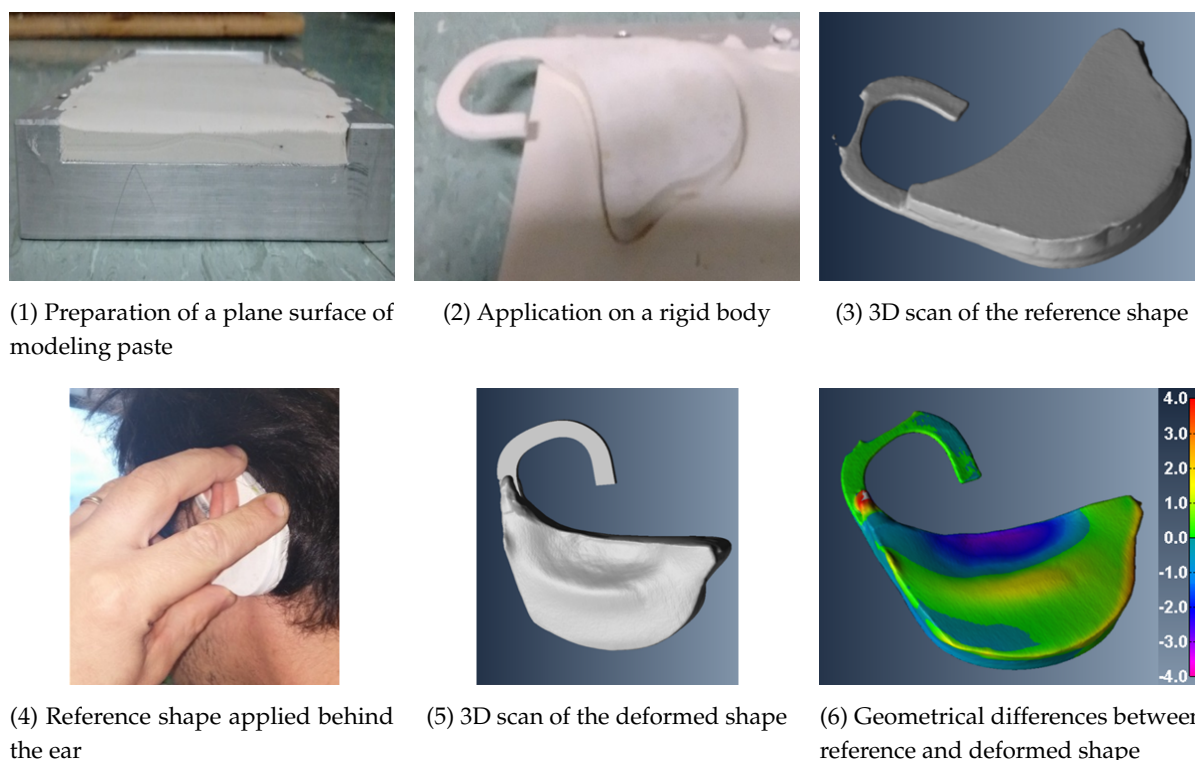 4.0
3.0
2.0
1.0
0.0
-1.0
-2.0
-3.0
-4.0
(1) Preparation of a plane surface of
modeling paste
(2) Application on a rigid body
(3) 3D scan of the reference shape
(4) Reference shape applied behind
the ear
(5) 3D scan of the deformed shape
(6) Geometrical differences between
reference and deformed shape